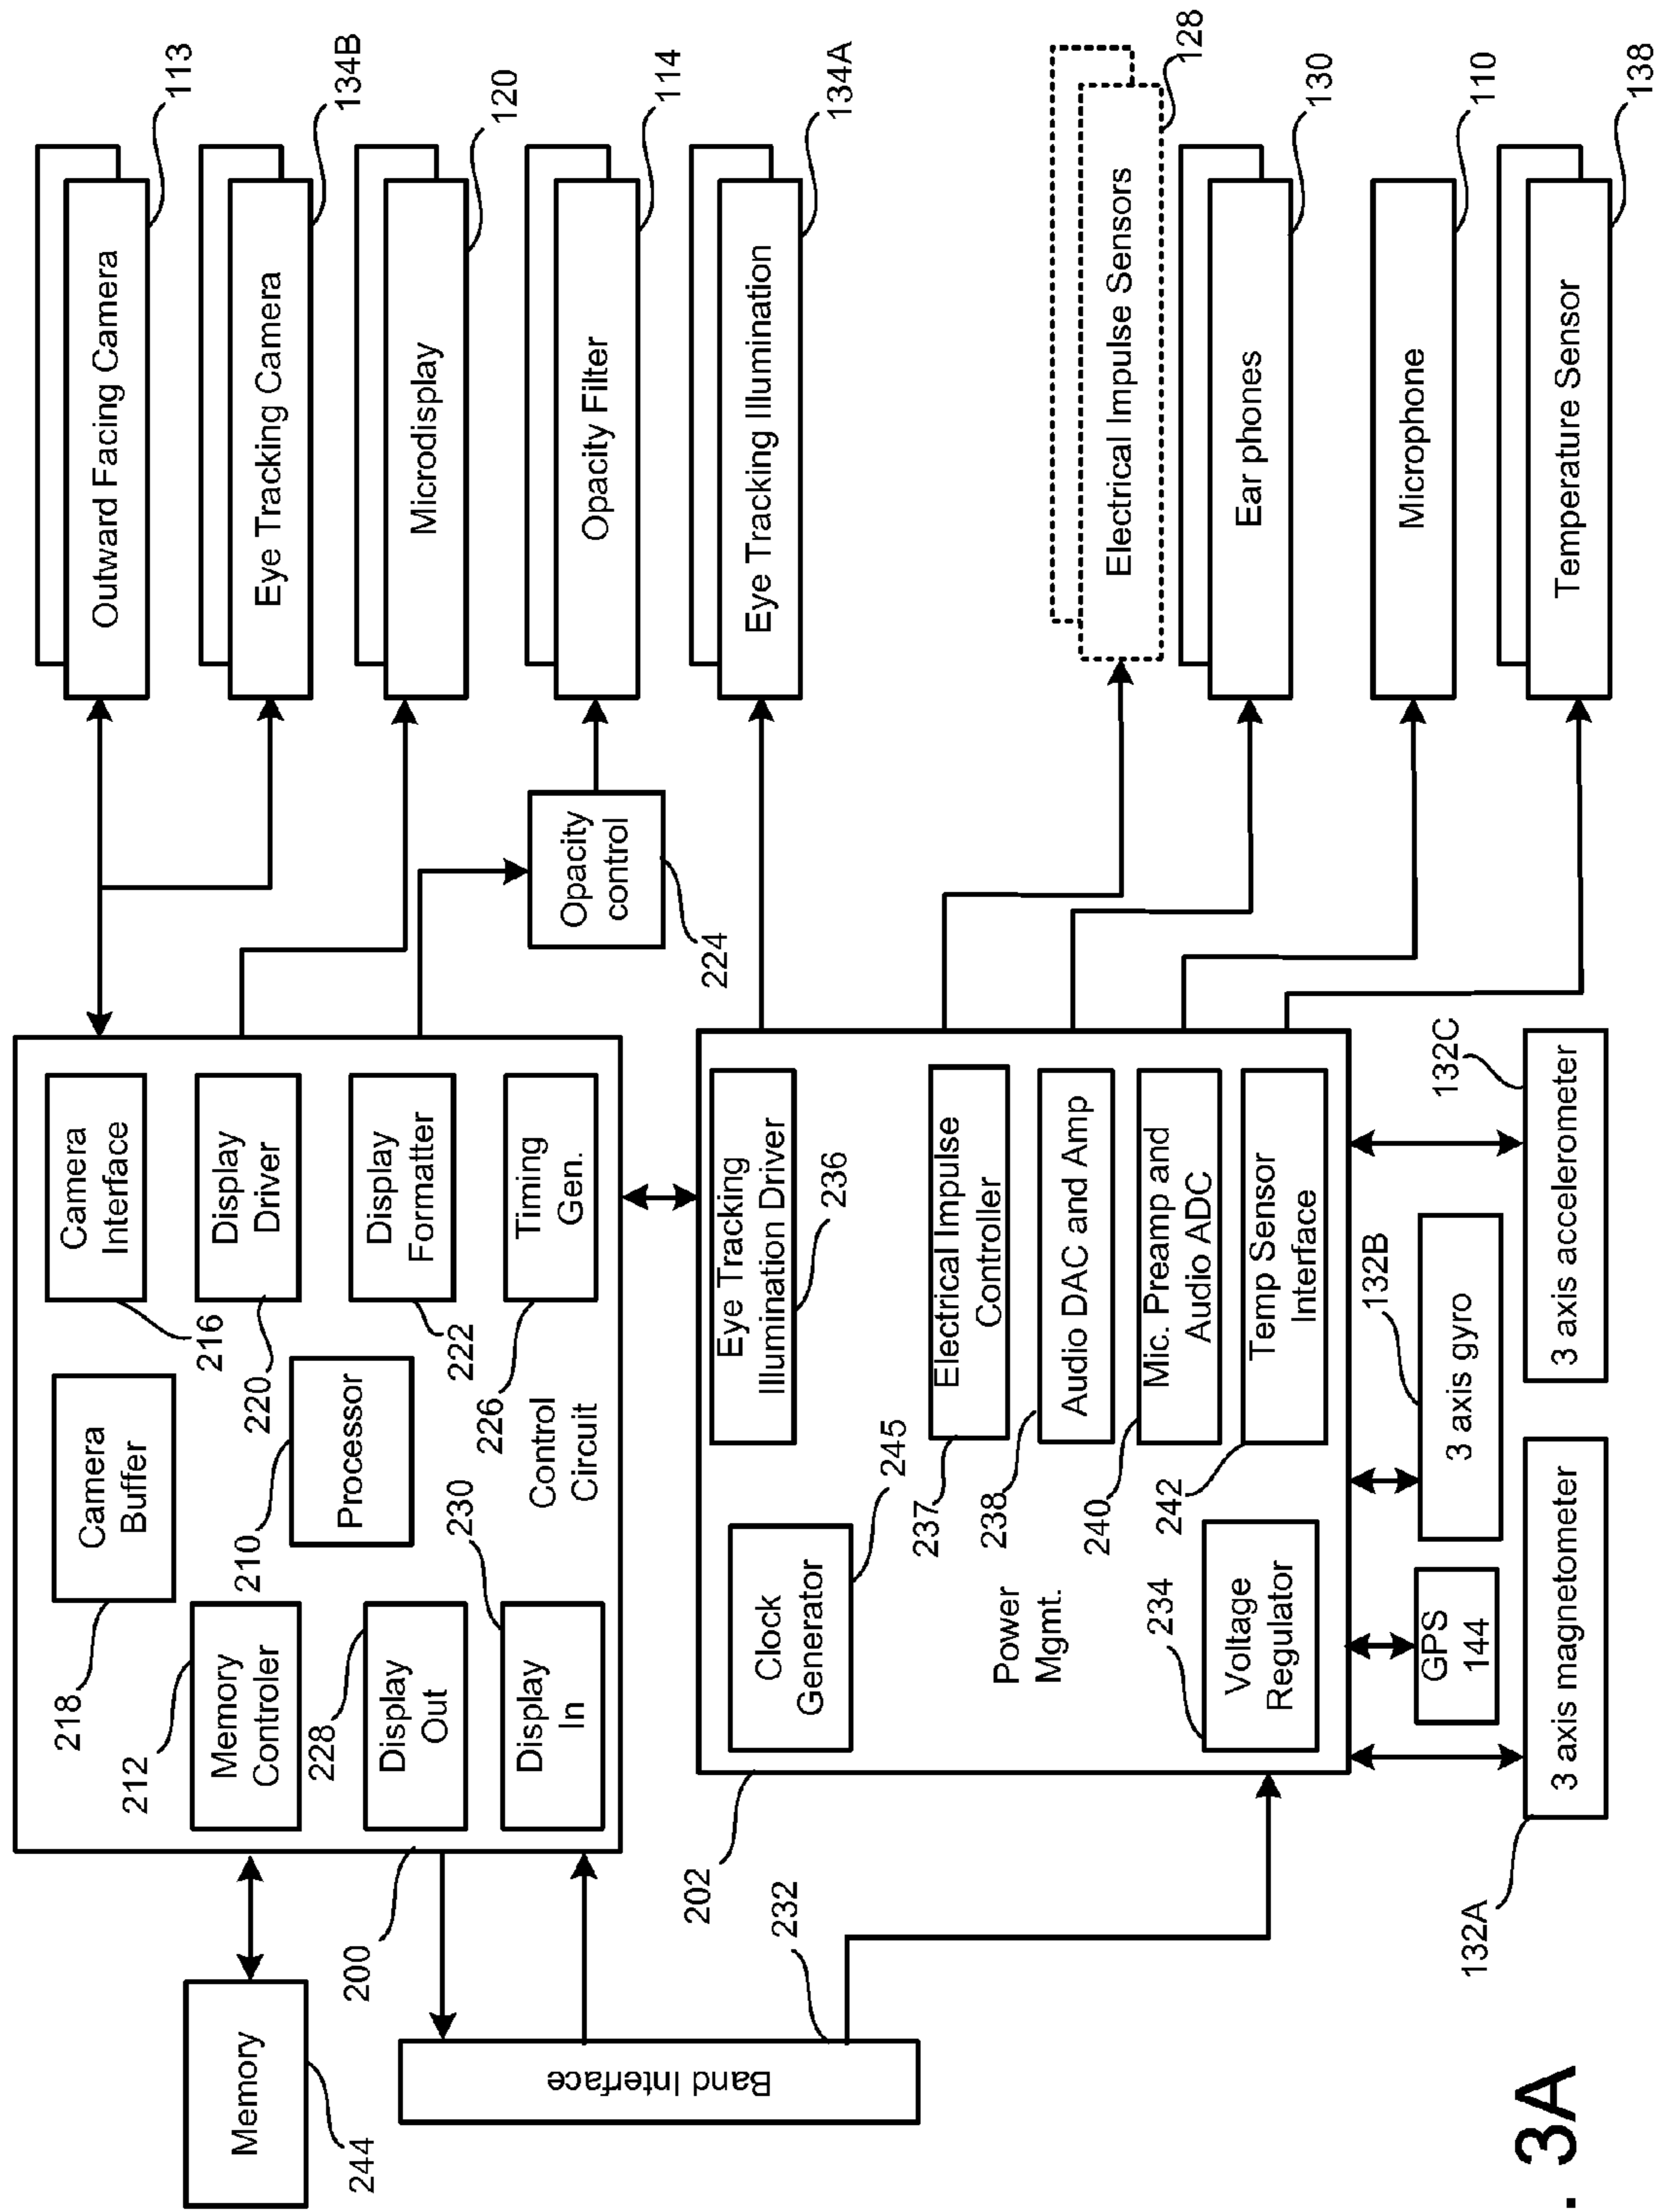 Outward Facing Camera
113
Eye Tracking Camera
134B
Microdisplay
120
Opacity Filter
114
Eye Tracking Illumination
134A
Electrical Impulse Sensors
128
Ear phones
130
Microphone
110
Temperature Sensor
138
Opacity
control
224
Camera
Interface
216
Display
Driver
220
Display
Formatter
222
Timing
Gen.
226
Camera
Buffer
218
Processor
210
Control
Circuit
Memory
Controler
212
Display
Out
228
Display
In
230
200
Memory
244
Band Interface
232
202
Eye Tracking
Illumination Driver
236
Electrical Impulse
Controller
237
Audio DAC and Amp
238
Mic. Preamp and
Audio ADC
240
Temp Sensor
Interface
242
Clock
Generator
245
Power
Mgmt.
Voltage
Regulator
234
3 axis magnetometer
132A
GPS
144
3 axis gyro
132B
3 axis accelerometer
132C
. 3A